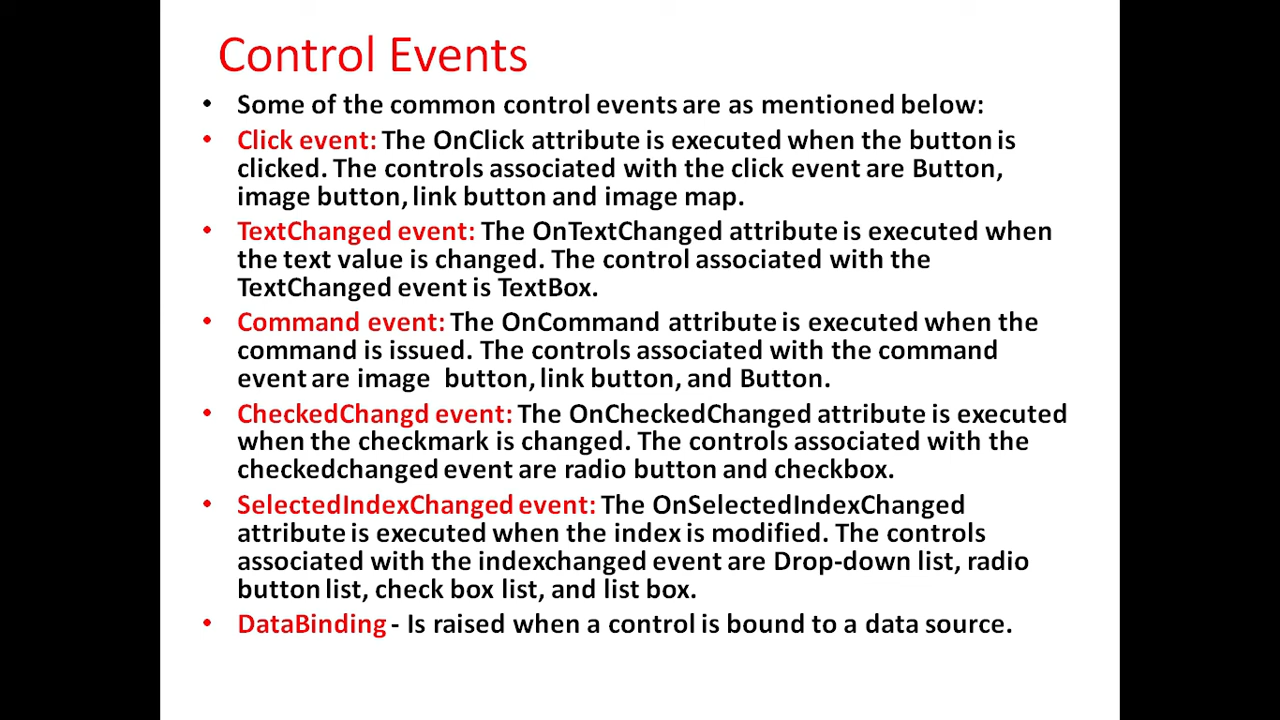 Control Events
• Some of the common control events are as mentioned below:
• Click event: The OnClick attribute is executed when the button is
clicked. The controls associated with the click event are Button,
image button, link button and image map.
• TextChanged event: The OnTextChanged attribute is executed when
the text value is changed. The control associated with the
TextChanged event is TextBox.
• Command event: The OnCommand attribute is executed when the
command is issued. The controls associated with the command
event are image  button, link button, and Button.
• CheckedChangd event: The OnCheckedChanged attribute is executed
when the checkmark is changed. The controls associated with the
checkedchanged event are radio button and checkbox.
• SelectedIndexChanged event: The OnSelectedIndexChanged
attribute is executed when the index is modified. The controls
associated with the indexchanged event are Drop-down list, radio
button list, check box list, and list box.
• DataBinding - Is raised when a control is bound to a data source.